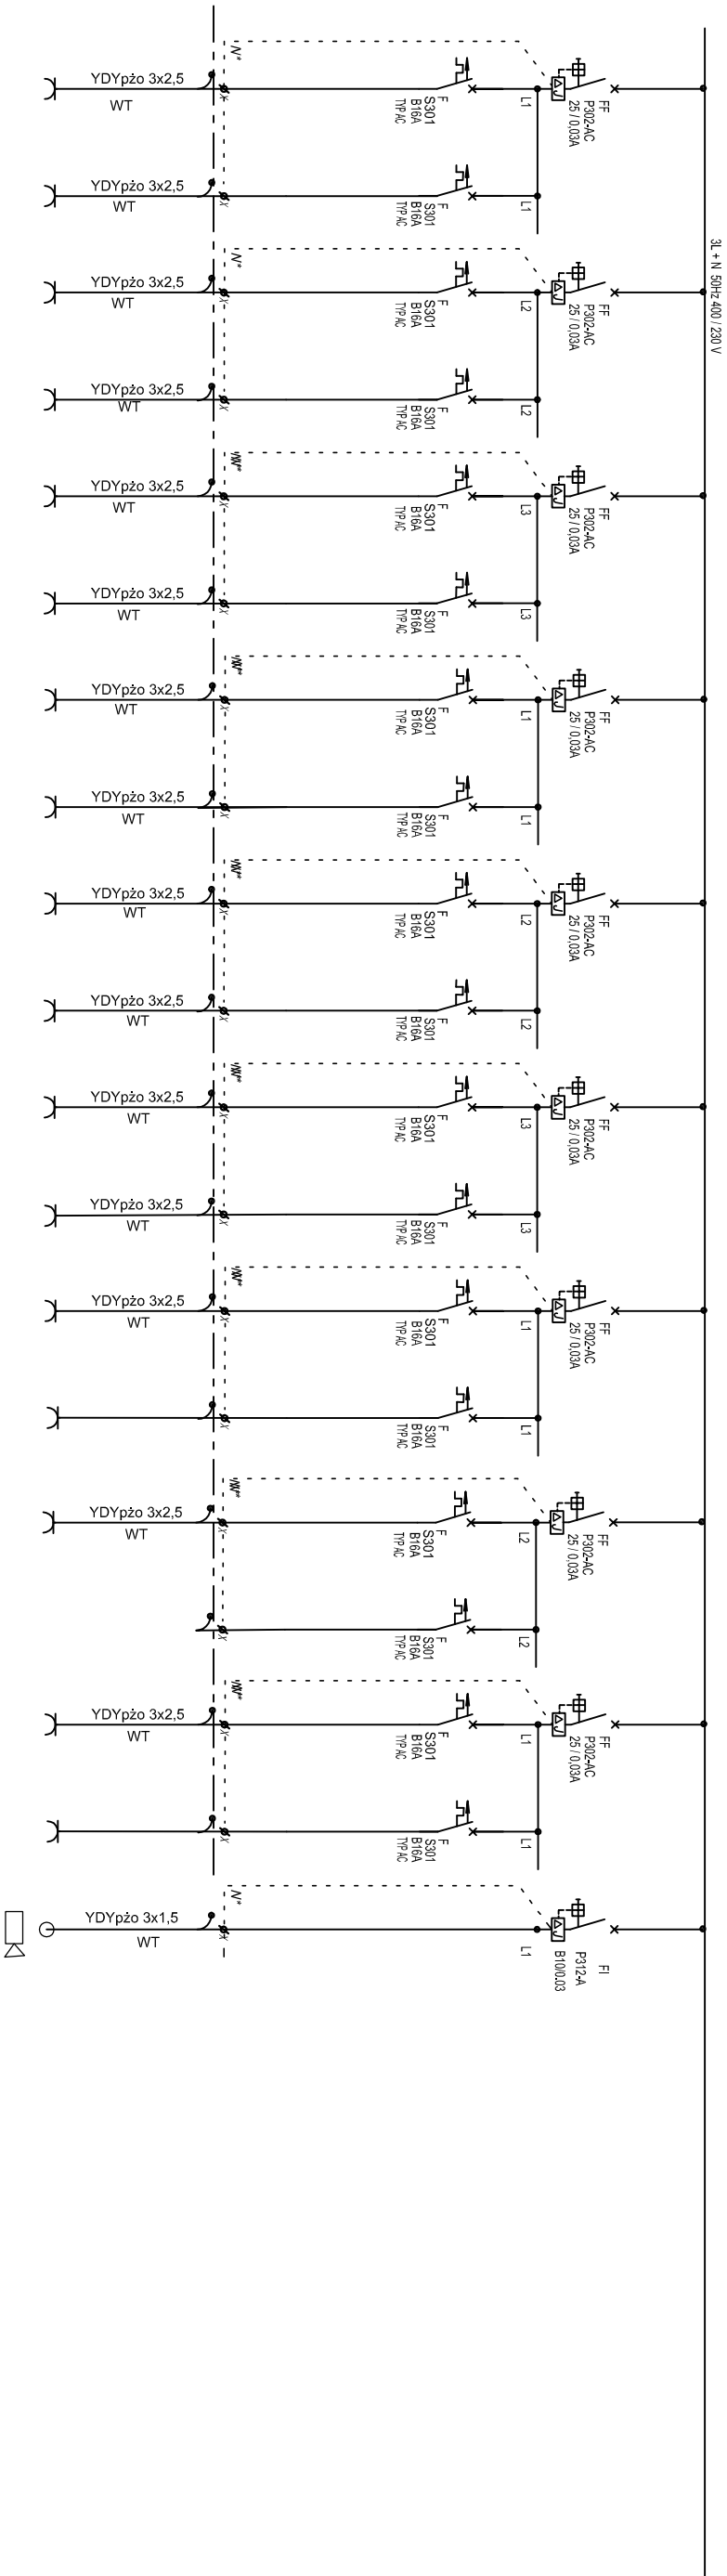 3L + N 50Hz 400 / 230 V
FF
P302-AC
25 / 0,03A
L1
F
S301
B16A
TYP AC
N"
X
YDYpżo 3x2,5
WT
L1
F
S301
B16A
TYP AC
X
YDYpżo 3x2,5
WT
FF
P302-AC
25 / 0,03A
L2
F
S301
B16A
TYP AC
N"
X
YDYpżo 3x2,5
WT
L2
F
S301
B16A
TYP AC
X
YDYpżo 3x2,5
WT
FF
P302-AC
25 / 0,03A
L3
F
S301
B16A
TYP AC
X
YDYpżo 3x2,5
WT
L3
F
S301
B16A
TYP AC
X
YDYpżo 3x2,5
WT
FF
P302-AC
25 / 0,03A
L1
F
S301
B16A
TYP AC
X
YDYpżo 3x2,5
WT
L1
F
S301
B16A
TYP AC
X
YDYpżo 3x2,5
WT
FF
P302-AC
25 / 0,03A
L2
F
S301
B16A
TYP AC
X
YDYpżo 3x2,5
WT
L2
F
S301
B16A
TYP AC
X
YDYpżo 3x2,5
WT
FF
P302-AC
25 / 0,03A
L3
F
S301
B16A
TYP AC
X
YDYpżo 3x2,5
WT
L3
F
S301
B16A
TYP AC
X
YDYpżo 3x2,5
WT
FF
P302-AC
25 / 0,03A
L1
F
S301
B16A
TYP AC
X
YDYpżo 3x2,5
WT
L1
F
S301
B16A
TYP AC
X
FF
P302-AC
25 / 0,03A
L2
F
S301
B16A
TYP AC
X
YDYpżo 3x2,5
WT
L2
F
S301
B16A
TYP AC
X
FF
P302-AC
25 / 0,03A
L1
F
S301
B16A
TYP AC
X
YDYpżo 3x2,5
WT
L1
F
S301
B16A
TYP AC
X
FI
P312-A
B10/0.03
L1
N"
X
YDYpżo 3x1,5
WT